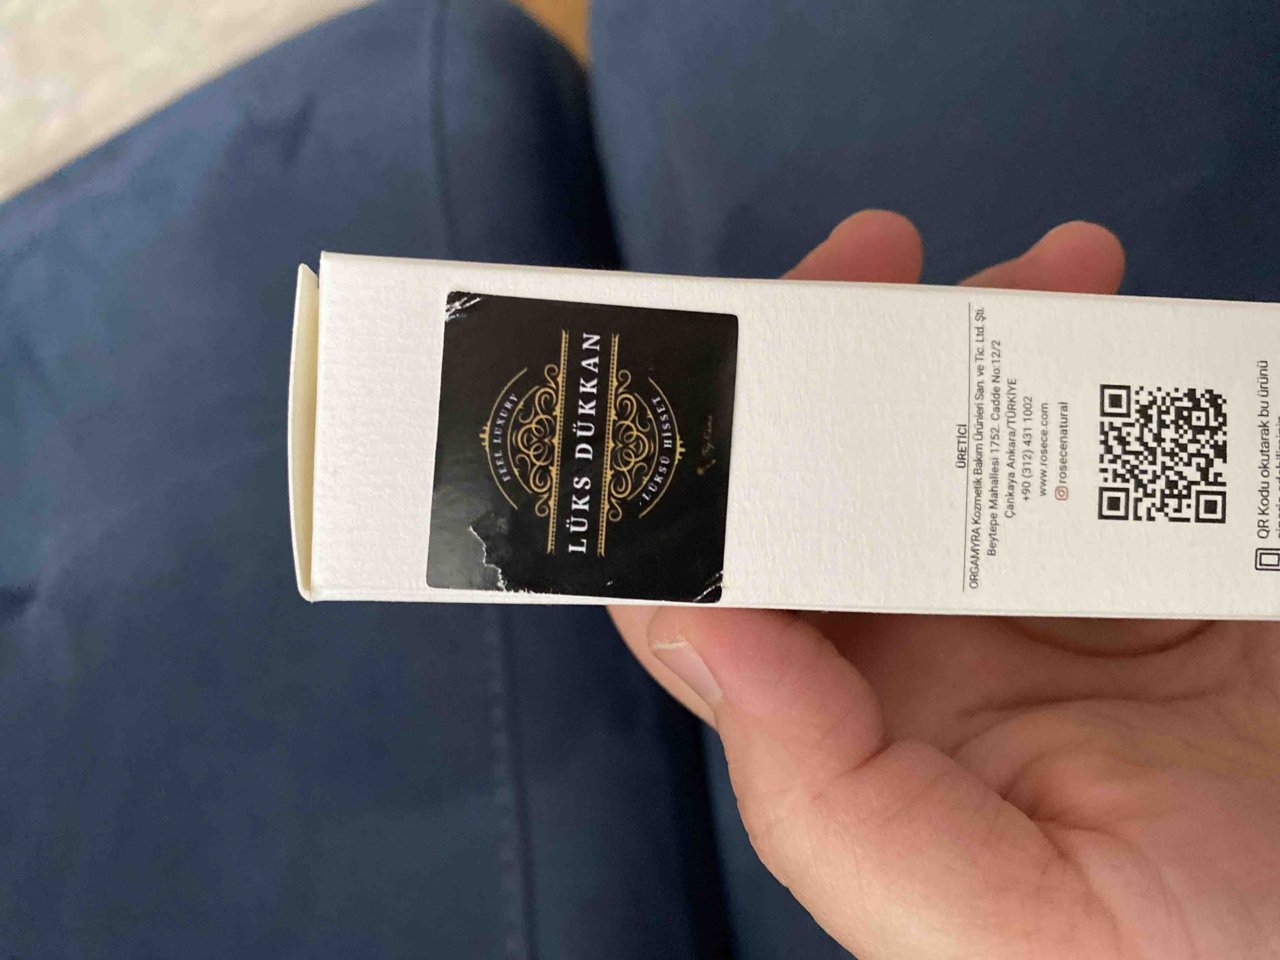 FEEL LUXURY
LÜKS DÜKKAN
LÜKSÜ HİSSET
ÜRETİCİ
ORGAMYRA Kozmetik Bakım Ürünleri San. ve Tic. Ltd. Şti.
Beytepe Mahallesi 1752. Cadde No:12/2
Çankaya Ankara/TÜRKİYE
+90 (312) 431 1002
www.rosece.com
rosecenatural
QR Kodu okutarak bu ürünü